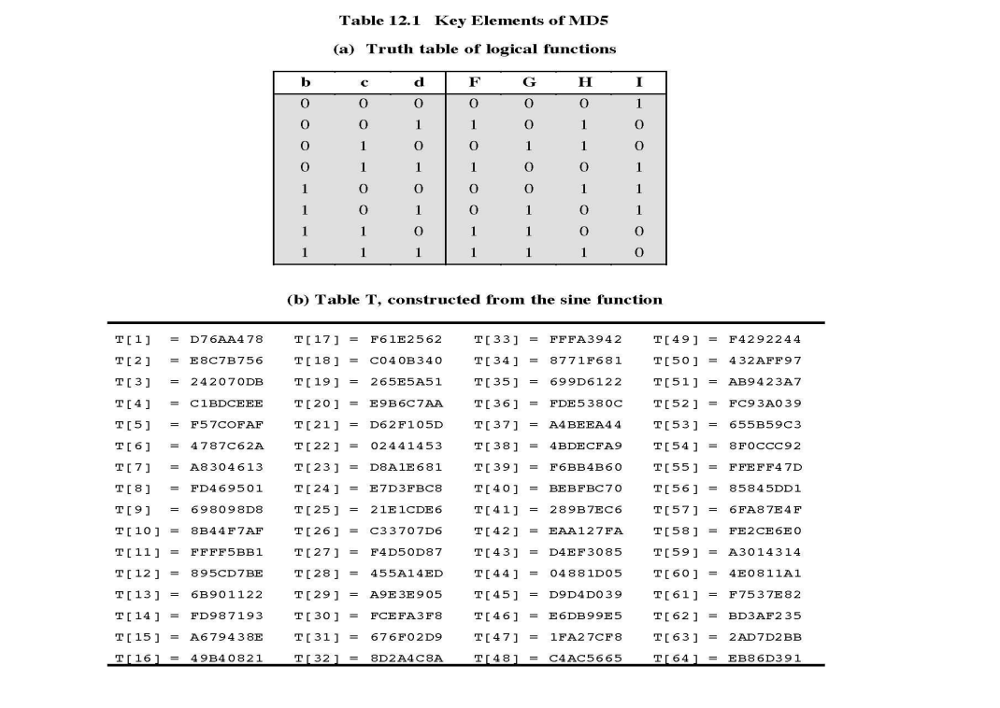 Table 12.1 Key Elements of MD5
(a) Truth table of logical functions
b c d F G H I
0 0 0 0 0 0 1
0 0 1 1 0 1 0
0 1 0 0 1 1 0
0 1 1 1 0 0 1
1 0 0 0 0 1 1
1 0 1 0 1 0 1
1 1 0 1 1 0 0
1 1 1 1 1 1 0
(b) Table T, constructed from the sine function
T[1] = D76AA478 T[17] = F61E2562 T[33] = FFFA3942 T[49] = F4292244
T[2] = E8C7B756 T[18] = C040B340 T[34] = 8771F681 T[50] = 432AFF97
T[3] = 242070DB T[19] = 265E5A51 T[35] = 699D6122 T[51] = AB9423A7
T[4] = C1BDCEEE T[20] = E9B6C7AA T[36] = FDE5380C T[52] = FC93A039
T[5] = F57COFAF T[21] = D62F105D T[37] = A4BEEA44 T[53] = 655B59C3
T[6] = 4787C62A T[22] = 02441453 T[38] = 4BDECFA9 T[54] = 8F0CCC92
T[7] = A8304613 T[23] = D8A1E681 T[39] = F6BB4B60 T[55] = FFEFF47D
T[8] = FD469501 T[24] = E7D3FBC8 T[40] = BEBFBC70 T[56] = 85845DD1
T[9] = 698098D8 T[25] = 21E1CDE6 T[41] = 289B7EC6 T[57] = 6FA87E4F
T[10] = 8B44F7AF T[26] = C33707D6 T[42] = EAA127FA T[58] = FE2CE6E0
T[11] = FFFF5BB1 T[27] = F4D50D87 T[43] = D4EF3085 T[59] = A3014314
T[12] = 895CD7BE T[28] = 455A14ED T[44] = 04881D05 T[60] = 4E0811A1
T[13] = 6B901122 T[29] = A9E3E905 T[45] = D9D4D039 T[61] = F7537E82
T[14] = FD987193 T[30] = FCEFA3F8 T[46] = E6DB99E5 T[62] = BD3AF235
T[15] = A679438E T[31] = 676F02D9 T[47] = 1FA27CF8 T[63] = 2AD7D2BB
T[16] = 49B40821 T[32] = 8D2A4C8A T[48] = C4AC5665 T[64] = EB86D391